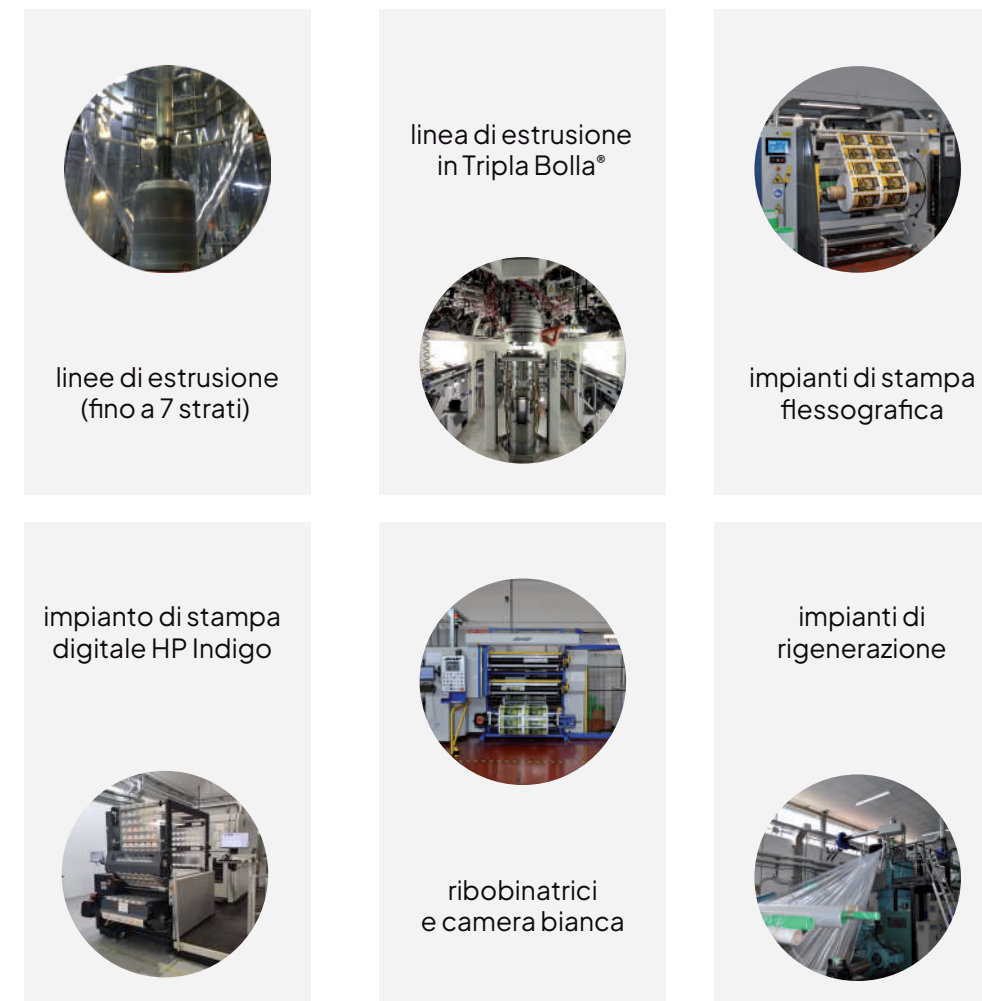 linee di estrusione
(fino a 7 strati)
linea di estrusione
in Tripla Bolla®
impianti di stampa
flessografica
impianto di stampa
digitale HP Indigo
ribobinatrici
e camera bianca
impianti di
rigenerazione